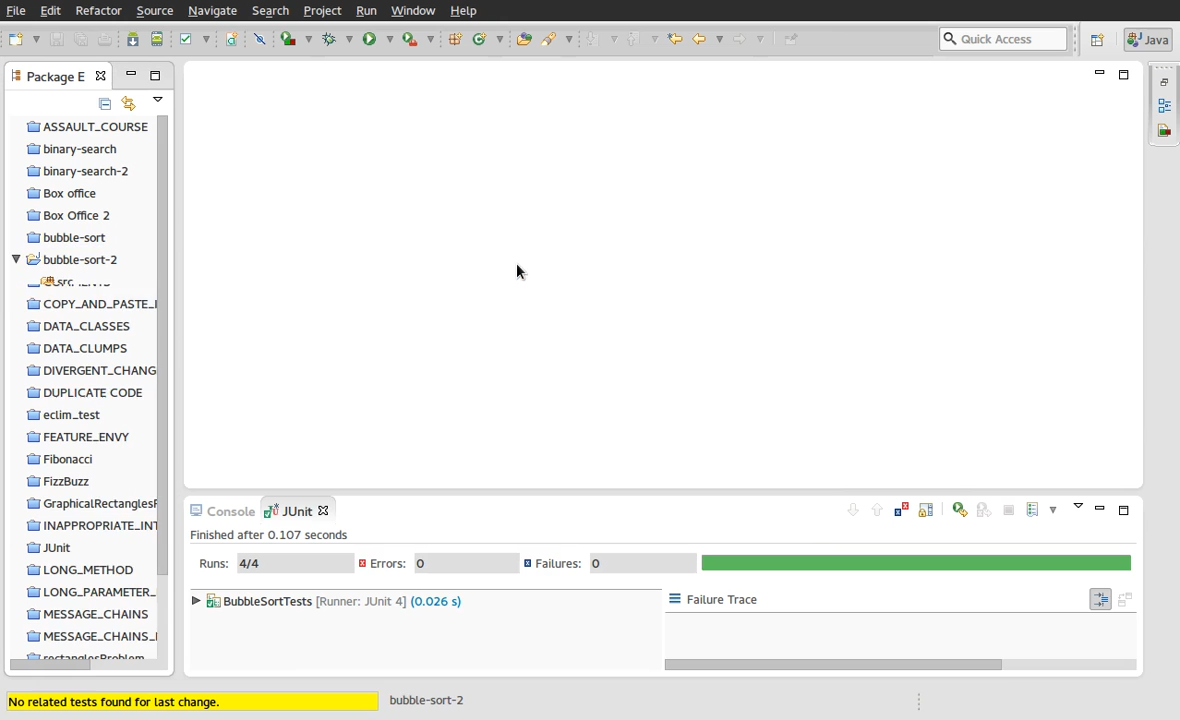 File Edit Refactor Source Navigate Search Project Run Window Help
Quick Access
Java
Package E
ASSAULT_COURSE
binary-search
binary-search-2
Box office
Box Office 2
bubble-sort
bubble-sort-2
src
COPY_AND_PASTE_
DATA_CLASSES
DATA_CLUMPS
DIVERGENT_CHANG
DUPLICATE CODE
eclim_test
FEATURE_ENVY
Fibonacci
FizzBuzz
GraphicalRectangles
INAPPROPRIATE_INT
JUnit
LONG_METHOD
LONG_PARAMETER_
MESSAGE_CHAINS
MESSAGE_CHAINS_
rectanglesProblem
Console JUnit
Finished after 0.107 seconds
Runs: 4/4 Errors: 0 Failures: 0
BubbleSortTests [Runner: JUnit 4] (0.026 s)
Failure Trace
No related tests found for last change.
bubble-sort-2